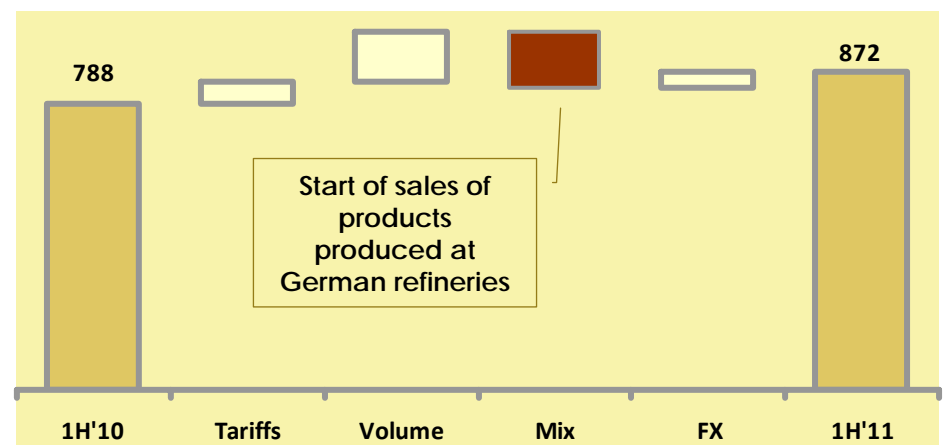 788
872
Start of sales of
products
produced at
German refineries
1H'10 Tariffs Volume Mix FX 1H'11